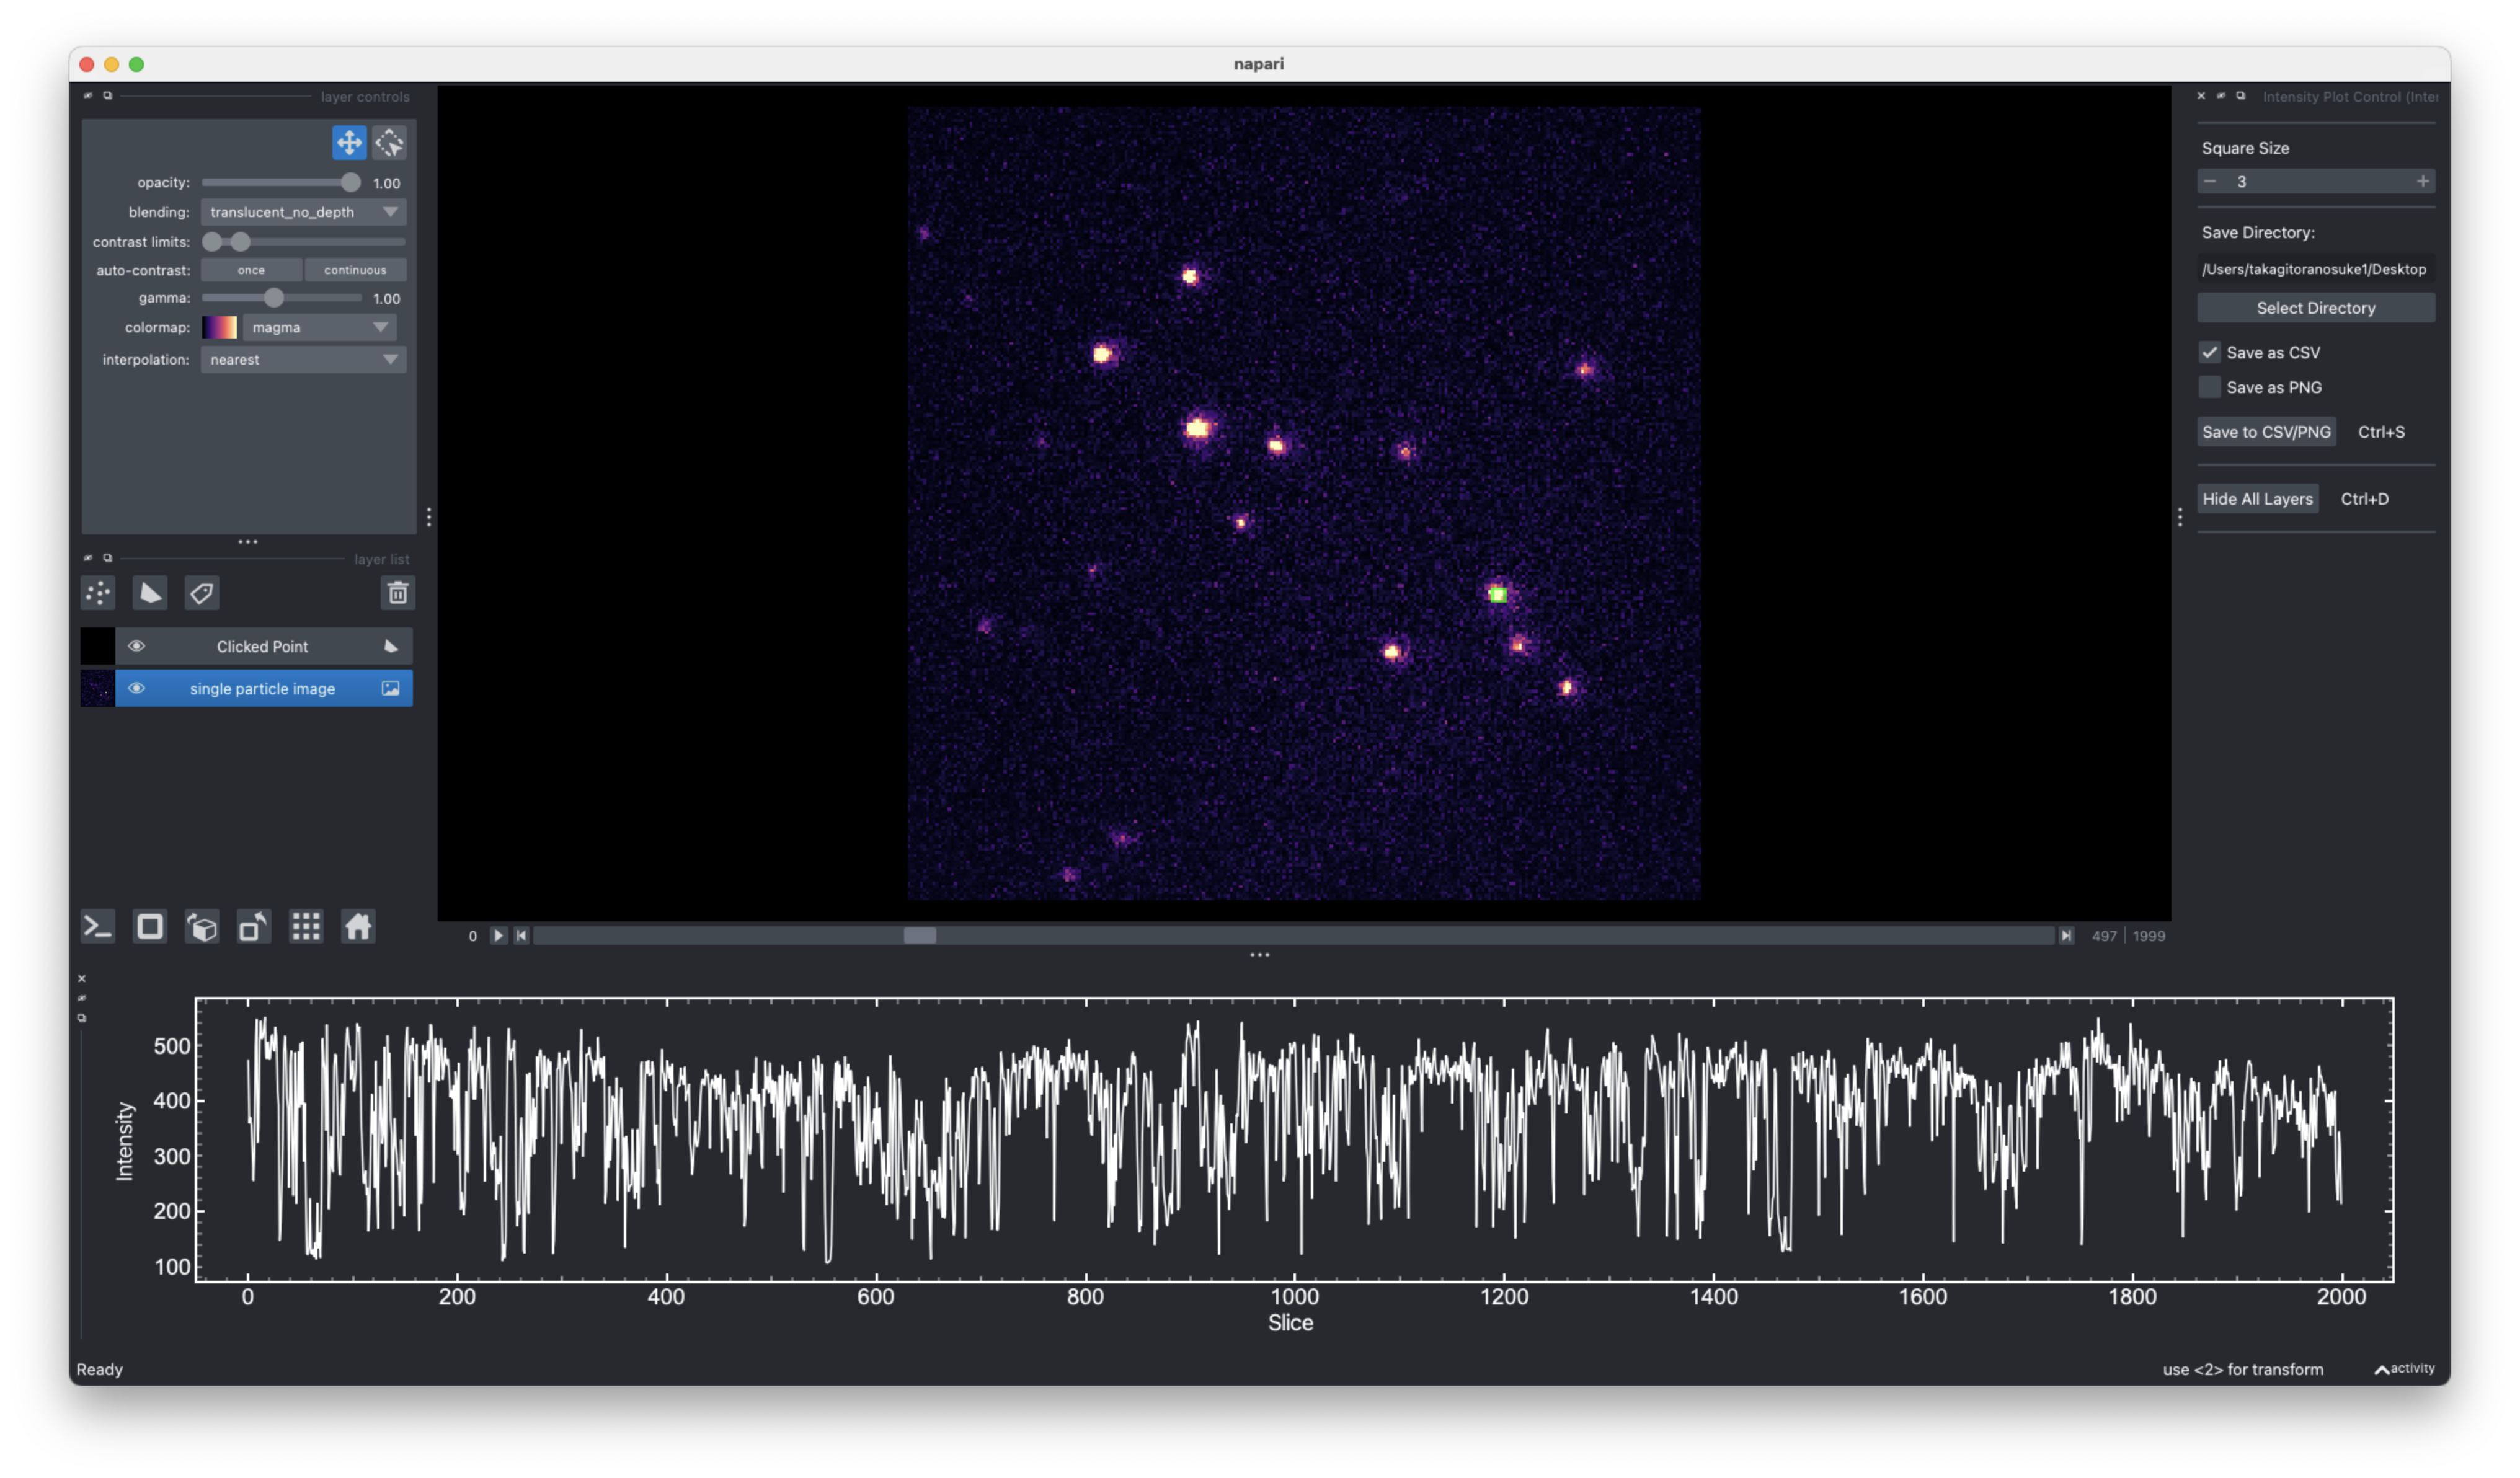 napari
layer controls
opacity: 1.00
blending: translucent_no_depth
contrast limits:
auto-contrast: once continuous
gamma: 1.00
colormap: magma
interpolation: nearest
layer list
Clicked Point
single particle image
0
497 | 1999
Intensity Plot Control (Inter
Square Size
− 3 +
Save Directory:
/Users/takagitoranosuke1/Desktop
Select Directory
Save as CSV
Save as PNG
Save to CSV/PNG Ctrl+S
Hide All Layers Ctrl+D
500
400
300
200
100
Intensity
0 200 400 600 800 1000 1200 1400 1600 1800 2000
Slice
Ready
use <2> for transform
activity